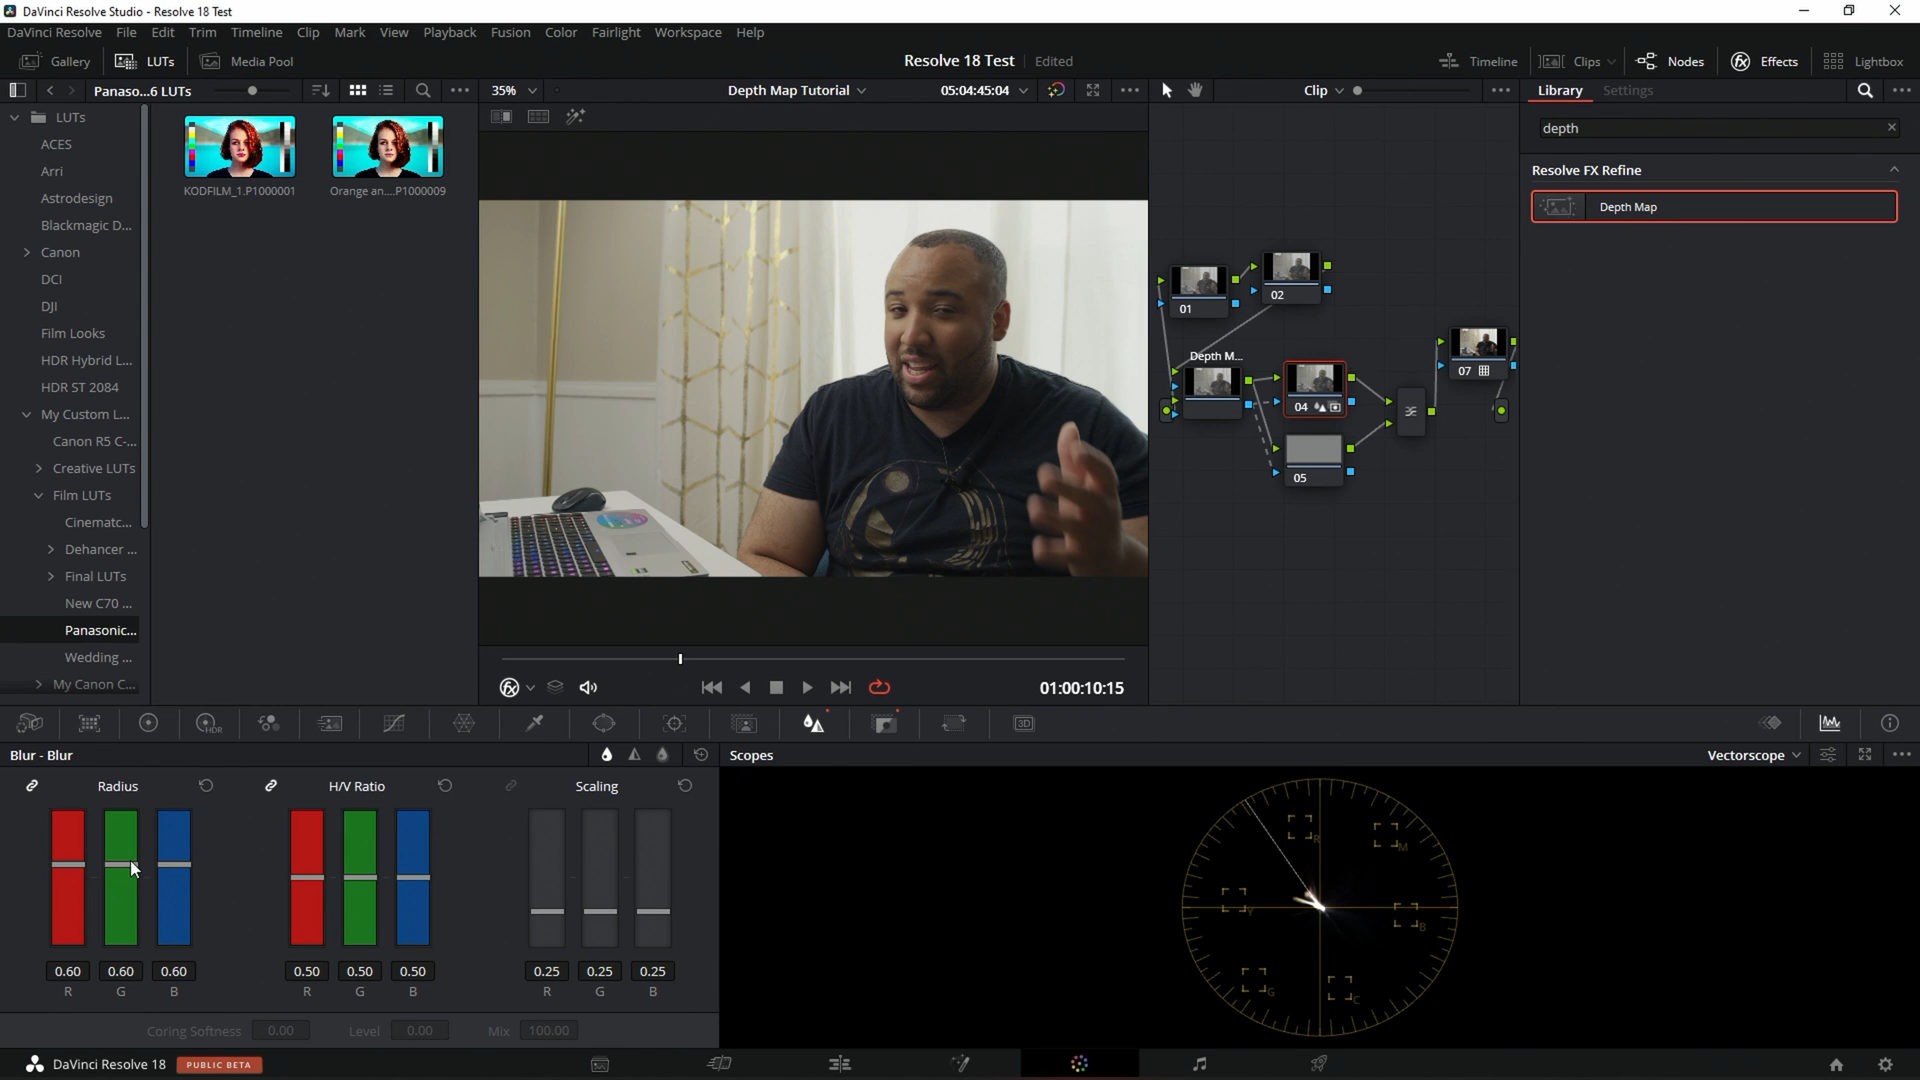 DaVinci Resolve Studio - Resolve 18 Test
DaVinci Resolve File Edit Trim Timeline Clip Mark View Playback Fusion Color Fairlight Workspace Help
Gallery LUTs Media Pool Resolve 18 Test Edited Timeline Clips Nodes Effects Lightbox
Panaso...6 LUTs 35% Depth Map Tutorial 05:04:45:04 Clip Library Settings
depth
Resolve FX Refine
Depth Map
LUTs
ACES
Arri
Astrodesign
Blackmagic D...
Canon
DCI
DJI
Film Looks
HDR Hybrid L...
HDR ST 2084
My Custom L...
Canon R5 C-...
Creative LUTs
Film LUTs
Cinematc...
Dehancer ...
Final LUTs
New C70 ...
Panasonic...
Wedding ...
My Canon C...
KODFILM_1.P1000001 Orange an....P1000009
01 02
Depth M...
04
05
07
01:00:10:15
HDR 3D
Blur - Blur Scopes Vectorscope
Radius H/V Ratio Scaling
0.60 0.60 0.60 0.50 0.50 0.50 0.25 0.25 0.25
R G B R G B R G B
Coring Softness 0.00 Level 0.00 Mix 100.00
R
M
Y
B
G
C
DaVinci Resolve 18 PUBLIC BETA